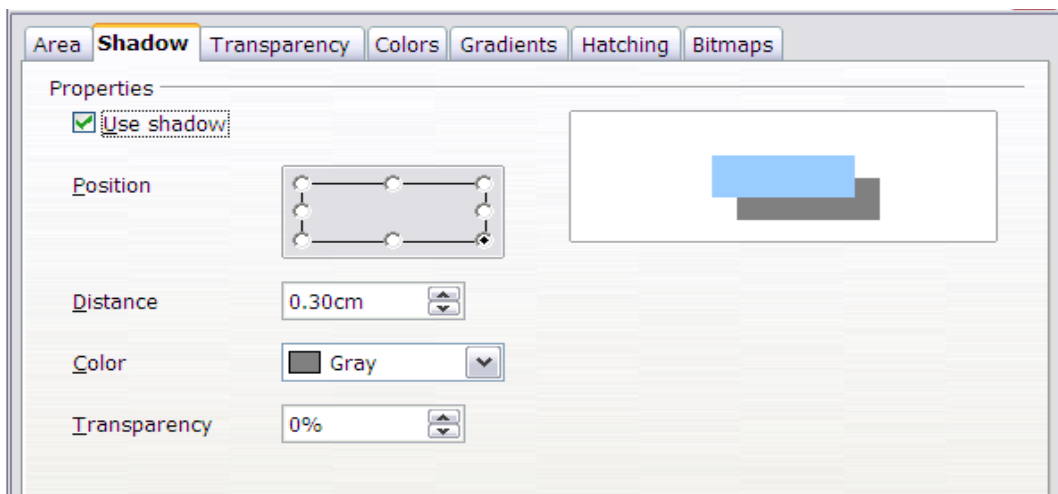 Area Shadow Transparency Colors Gradients Hatching Bitmaps
Properties
Use shadow
Position
Distance 0.30cm
Color Gray
Transparency 0%